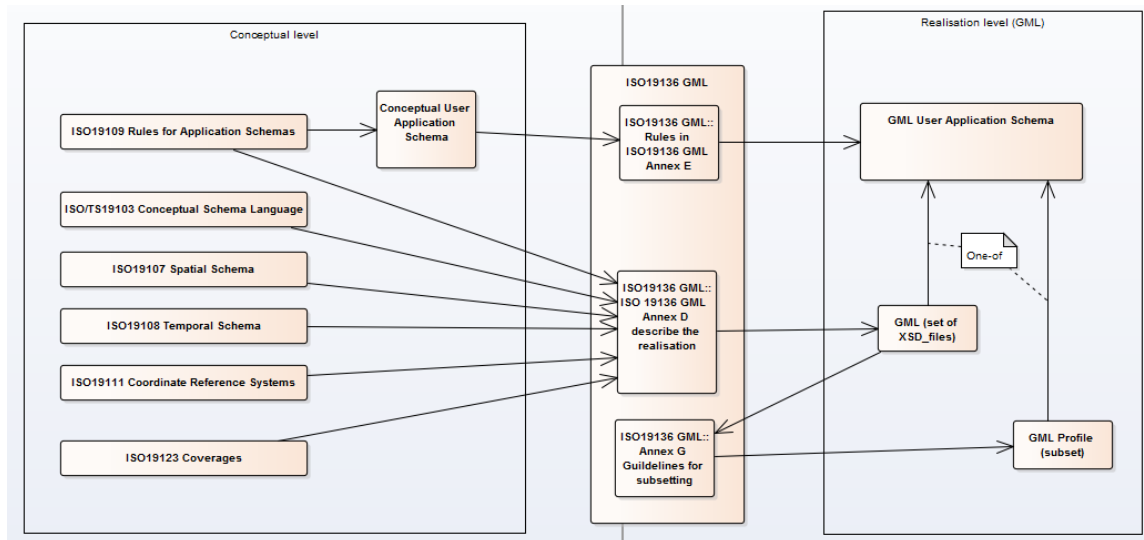 Conceptual level
ISO19109 Rules for Application Schemas
Conceptual User
Application
Schema
ISO/TS19103 Conceptual Schema Language
ISO19107 Spatial Schema
ISO19108 Temporal Schema
ISO19111 Coordinate Reference Systems
ISO19123 Coverages
ISO19136 GML
ISO19136 GML::
Rules in
ISO19136 GML
Annex E
ISO19136 GML::
ISO 19136 GML
Annex D
describe the
realisation
ISO19136 GML::
Annex G
Guildelines for
subsetting
Realisation level (GML)
GML User Application Schema
One-of
GML (set of
XSD_files)
GML Profile
(subset)